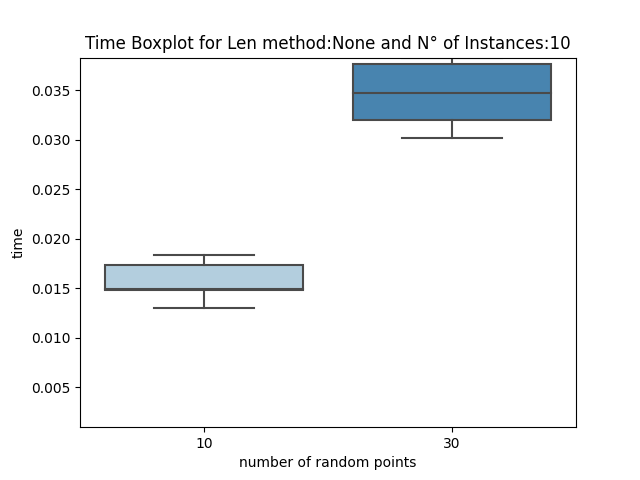 Time Boxplot for Len method:None and N° of Instances:10
0.035
0.030
0.025
0.020
0.015
0.010
0.005
time
10 30
number of random points